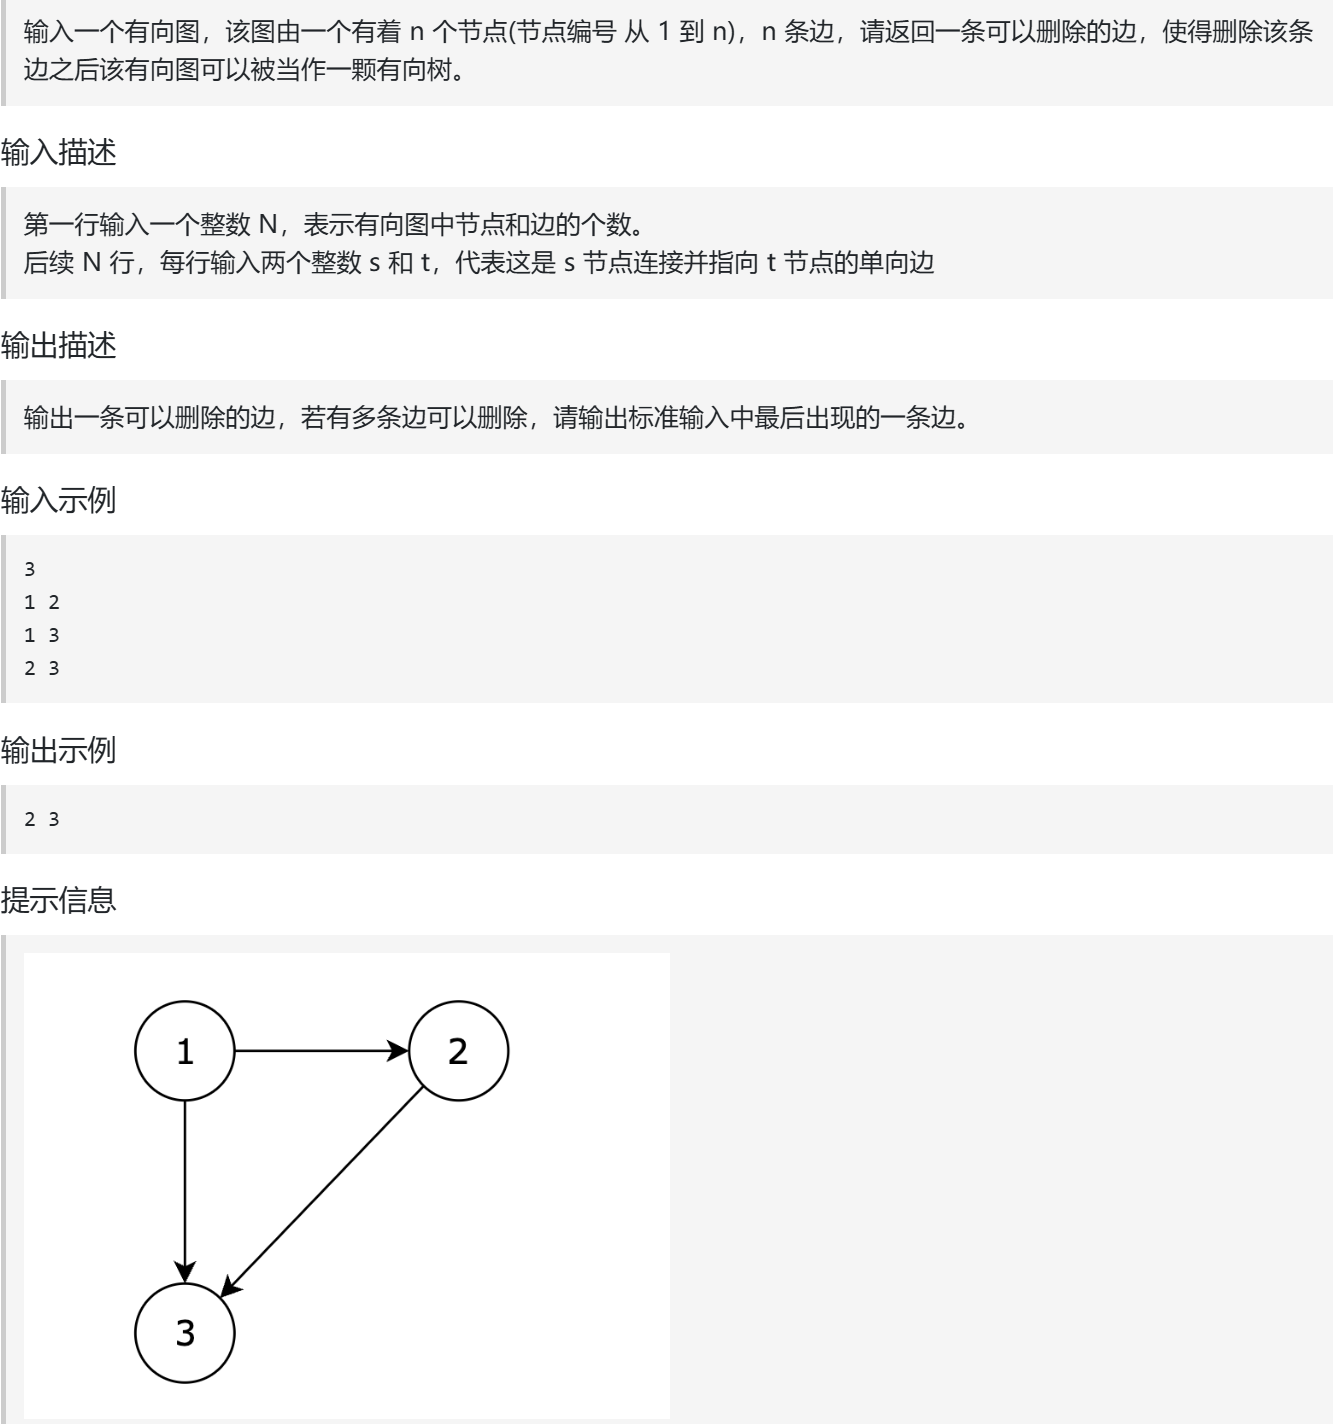 输入一个有向图，该图由一个有着 n 个节点(节点编号 从 1 到 n)，n 条边，请返回一条可以删除的边，使得删除该条
边之后该有向图可以被当作一颗有向树。
输入描述
第一行输入一个整数 N，表示有向图中节点和边的个数。
后续 N 行，每行输入两个整数 s 和 t，代表这是 s 节点连接并指向 t 节点的单向边
输出描述
输出一条可以删除的边，若有多条边可以删除，请输出标准输入中最后出现的一条边。
输入示例
3
1 2
1 3
2 3
输出示例
2 3
提示信息
1
2
3